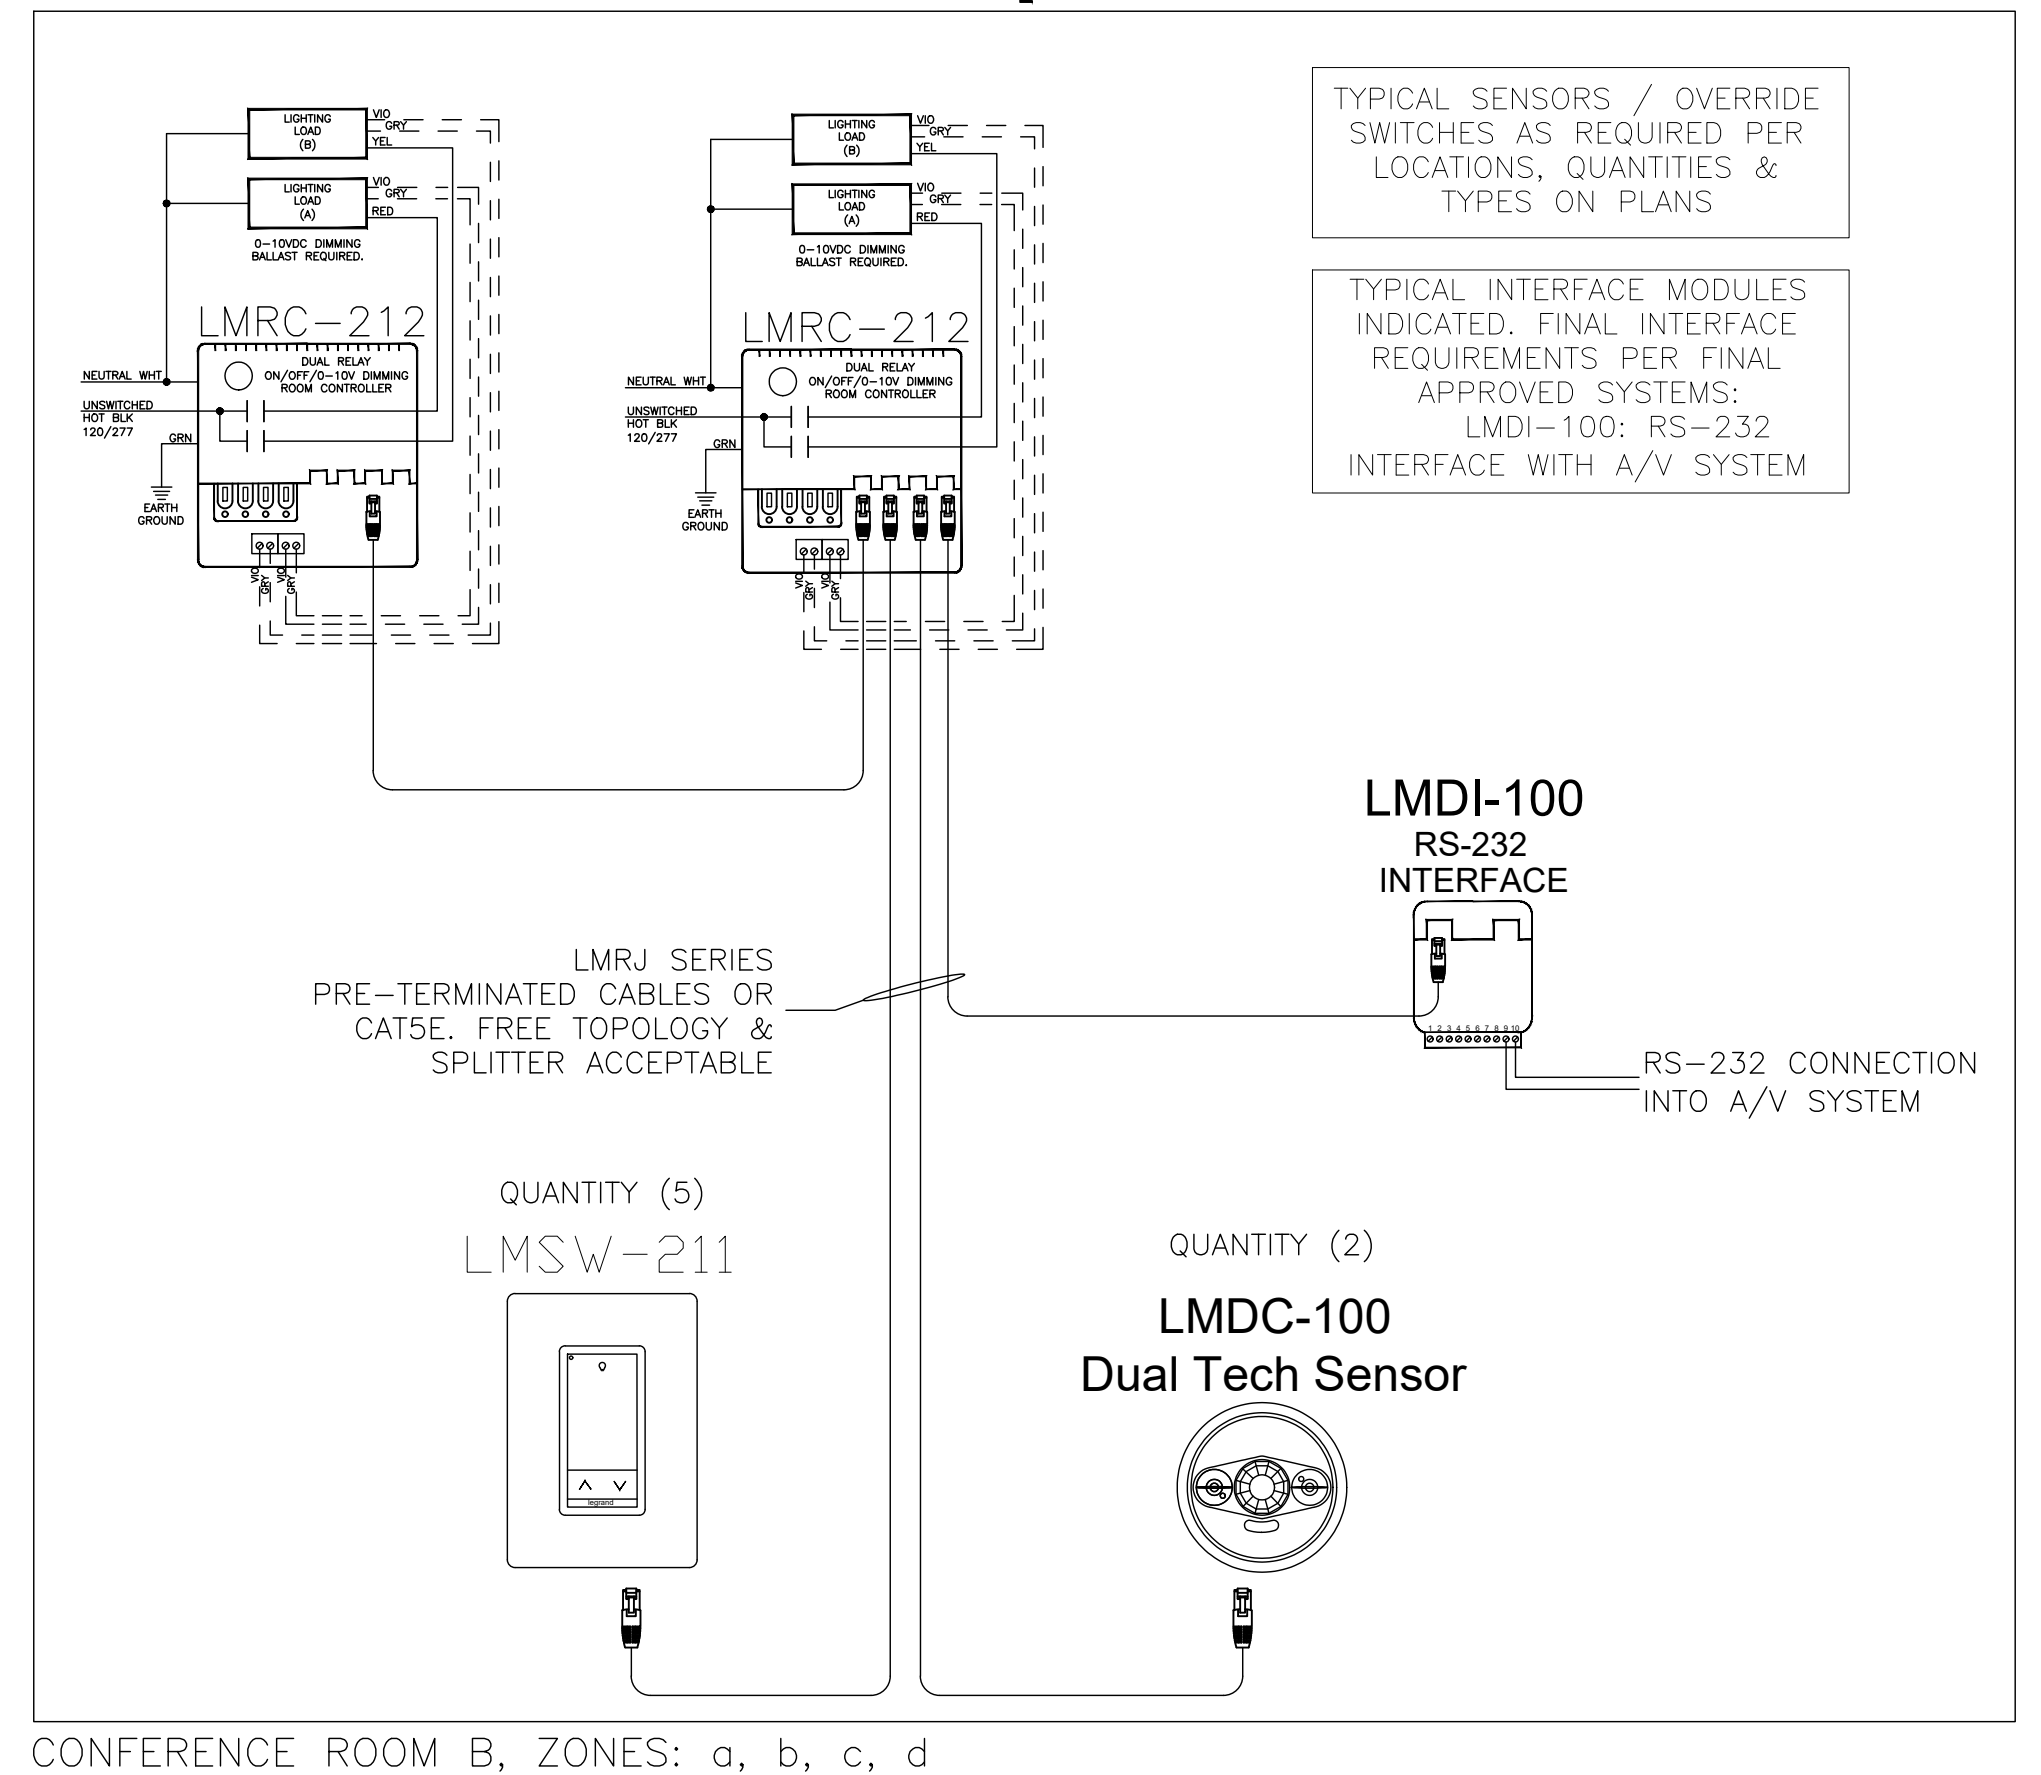 LIGHTING
LOAD
(B)
VIO
GRY
YEL
LIGHTING
LOAD
(A)
VIO
GRY
RED
0-10VDC DIMMING
BALLAST REQUIRED.
LMRC-212
DUAL RELAY
ON/OFF/0-10V DIMMING
ROOM CONTROLLER
NEUTRAL WHT
UNSWITCHED
HOT BLK
120/277
GRN
EARTH
GROUND
VIO
GRY
VIO
GRY
LIGHTING
LOAD
(B)
VIO
GRY
YEL
LIGHTING
LOAD
(A)
VIO
GRY
RED
0-10VDC DIMMING
BALLAST REQUIRED.
LMRC-212
DUAL RELAY
ON/OFF/0-10V DIMMING
ROOM CONTROLLER
NEUTRAL WHT
UNSWITCHED
HOT BLK
120/277
GRN
EARTH
GROUND
VIO
GRY
VIO
GRY
TYPICAL SENSORS / OVERRIDE
SWITCHES AS REQUIRED PER
LOCATIONS, QUANTITIES &
TYPES ON PLANS
TYPICAL INTERFACE MODULES
INDICATED. FINAL INTERFACE
REQUIREMENTS PER FINAL
APPROVED SYSTEMS:
LMDI-100: RS-232
INTERFACE WITH A/V SYSTEM
LMDI-100
RS-232
INTERFACE
1 2 3 4 5 6 7 8 9 10
RS-232 CONNECTION
INTO A/V SYSTEM
LMRJ SERIES
PRE-TERMINATED CABLES OR
CAT5E. FREE TOPOLOGY &
SPLITTER ACCEPTABLE
QUANTITY (5)
LMSW-211
legrand
QUANTITY (2)
LMDC-100
Dual Tech Sensor
CONFERENCE ROOM B, ZONES: a, b, c, d